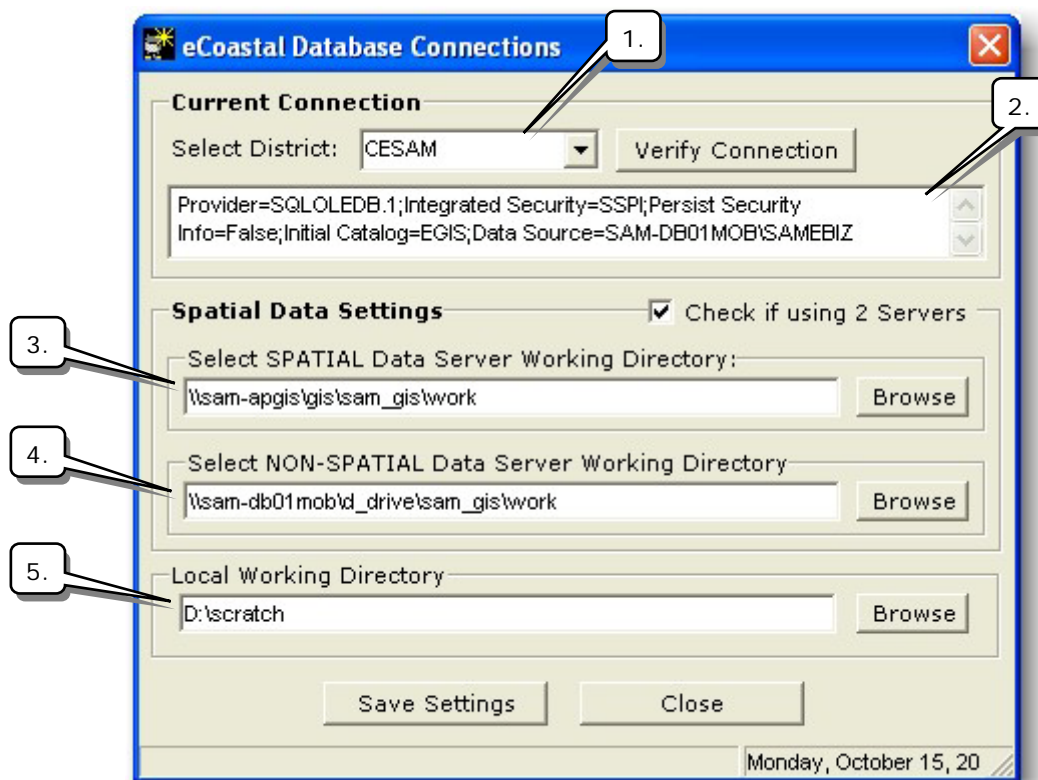 eCoastal Database Connections
1.
Current Connection
2.
Select District: CESAM Verify Connection
Provider=SQLOLEDB.1;Integrated Security=SSPI;Persist Security
Info=False;Initial Catalog=EGIS;Data Source=SAM-DB01MOB\SAMEBIZ
Spatial Data Settings Check if using 2 Servers
3.
Select SPATIAL Data Server Working Directory:
\\sam-apgis\gis\sam_gis\work Browse
4.
Select NON-SPATIAL Data Server Working Directory
\\sam-db01mob\d_drive\sam_gis\work Browse
5.
Local Working Directory
D:\scratch Browse
Save Settings Close
Monday, October 15, 20